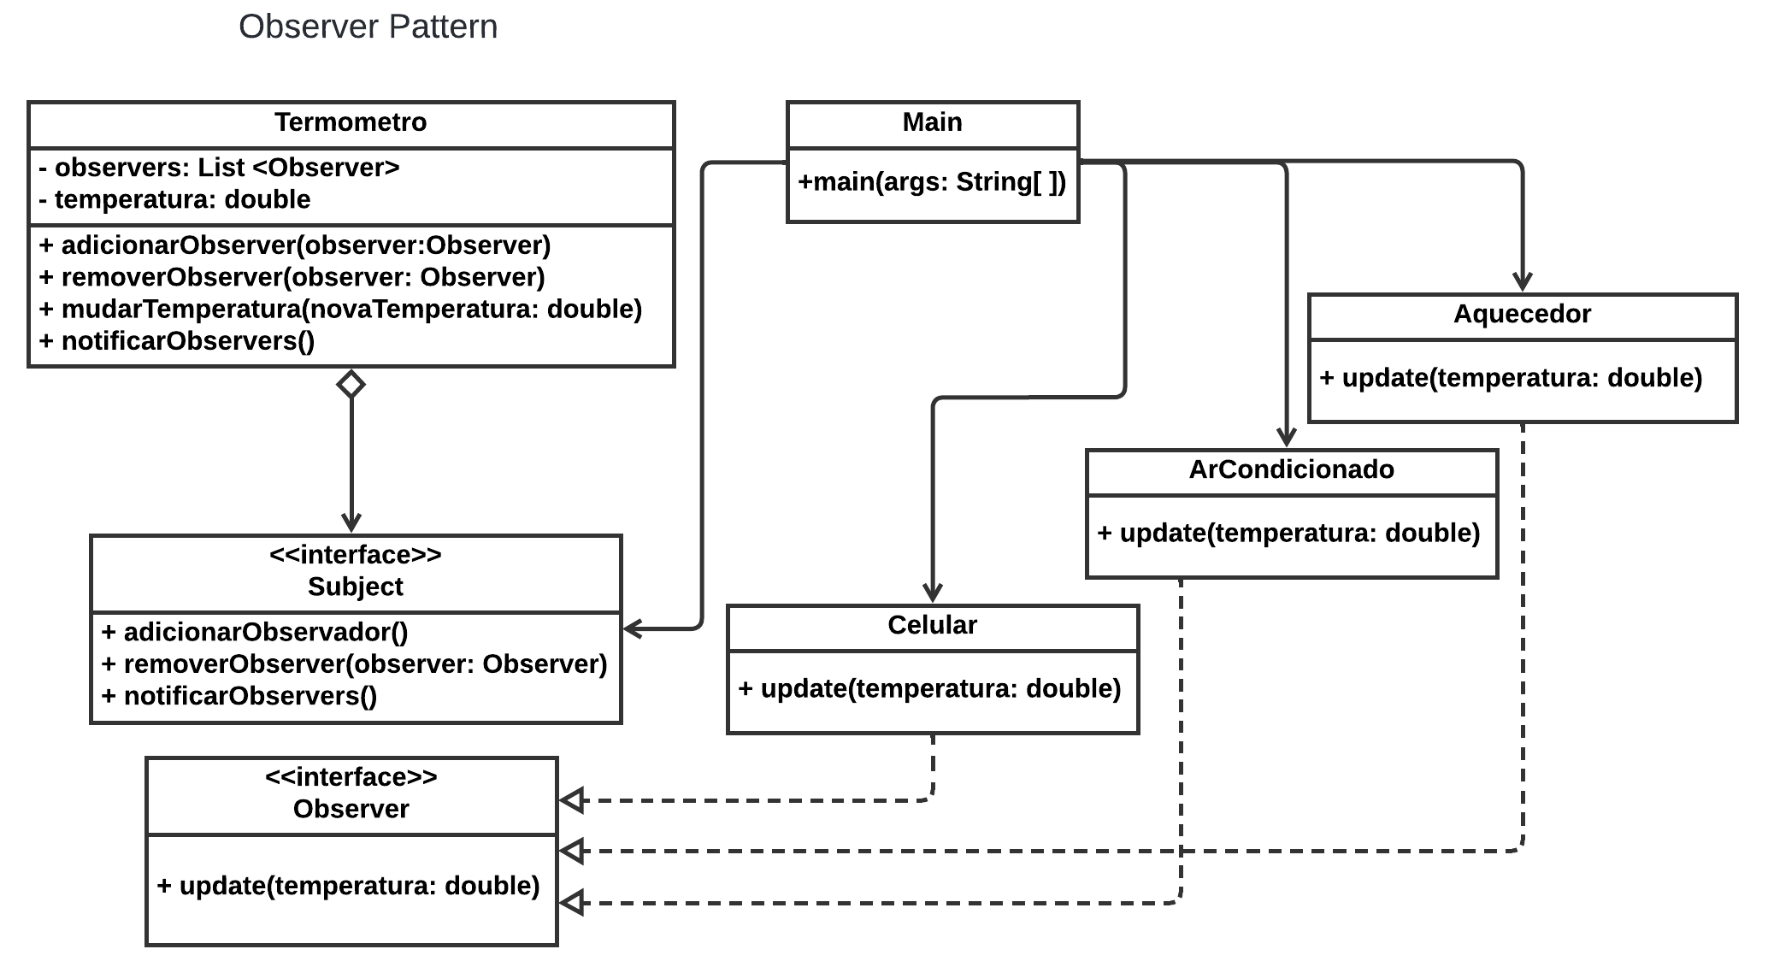 Observer Pattern
Termometro
- observers: List <Observer>
- temperatura: double
+ adicionarObserver(observer:Observer)
+ removerObserver(observer: Observer)
+ mudarTemperatura(novaTemperatura: double)
+ notificarObservers()
Main
+main(args: String[ ])
Aquecedor
+ update(temperatura: double)
ArCondicionado
+ update(temperatura: double)
<<interface>>
Subject
+ adicionarObservador()
+ removerObserver(observer: Observer)
+ notificarObservers()
Celular
+ update(temperatura: double)
<<interface>>
Observer
+ update(temperatura: double)